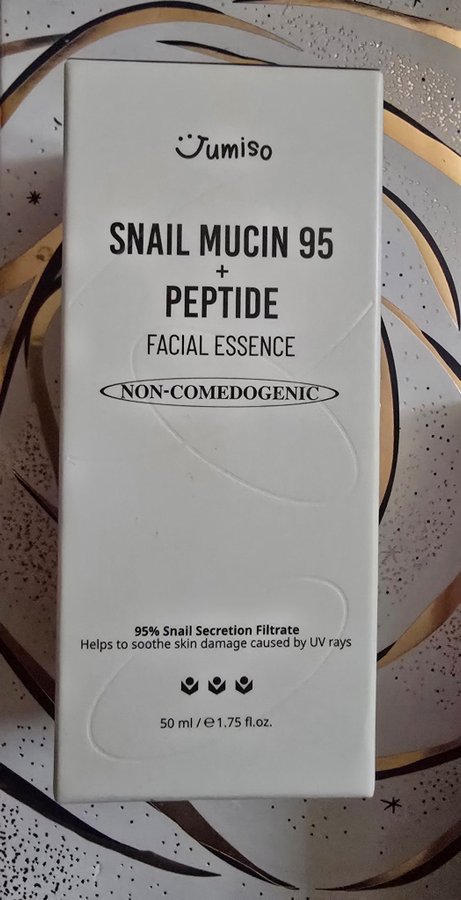 Jumiso
SNAIL MUCIN 95
+
PEPTIDE
FACIAL ESSENCE
NON-COMEDOGENIC
95% Snail Secretion Filtrate
Helps to soothe skin damage caused by UV rays
50 ml / ℮ 1.75 fl.oz.